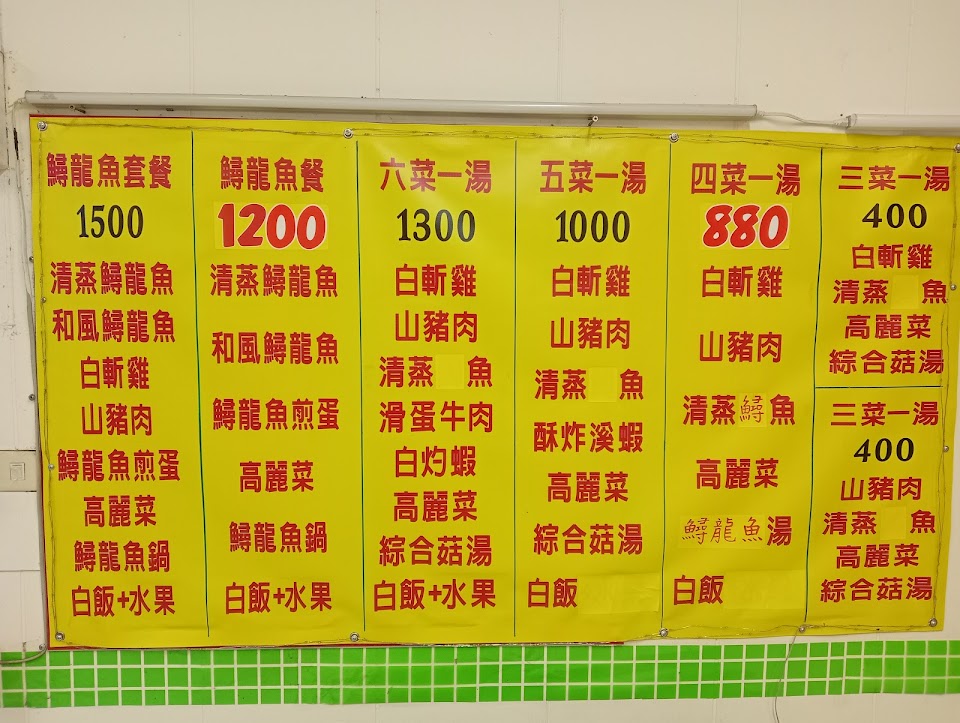 鱘龍魚套餐
1500
清蒸鱘龍魚
和風鱘龍魚
白斬雞
山豬肉
鱘龍魚煎蛋
高麗菜
鱘龍魚鍋
白飯+水果
鱘龍魚餐
1200
清蒸鱘龍魚
和風鱘龍魚
鱘龍魚煎蛋
高麗菜
鱘龍魚鍋
白飯+水果
六菜一湯
1300
白斬雞
山豬肉
清蒸 魚
滑蛋牛肉
白灼蝦
高麗菜
綜合菇湯
白飯+水果
五菜一湯
1000
白斬雞
山豬肉
清蒸 魚
酥炸溪蝦
高麗菜
綜合菇湯
白飯
四菜一湯
880
白斬雞
山豬肉
清蒸鱘魚
高麗菜
鱘龍魚湯
白飯
三菜一湯
400
白斬雞
清蒸 魚
高麗菜
綜合菇湯
三菜一湯
400
山豬肉
清蒸 魚
高麗菜
綜合菇湯